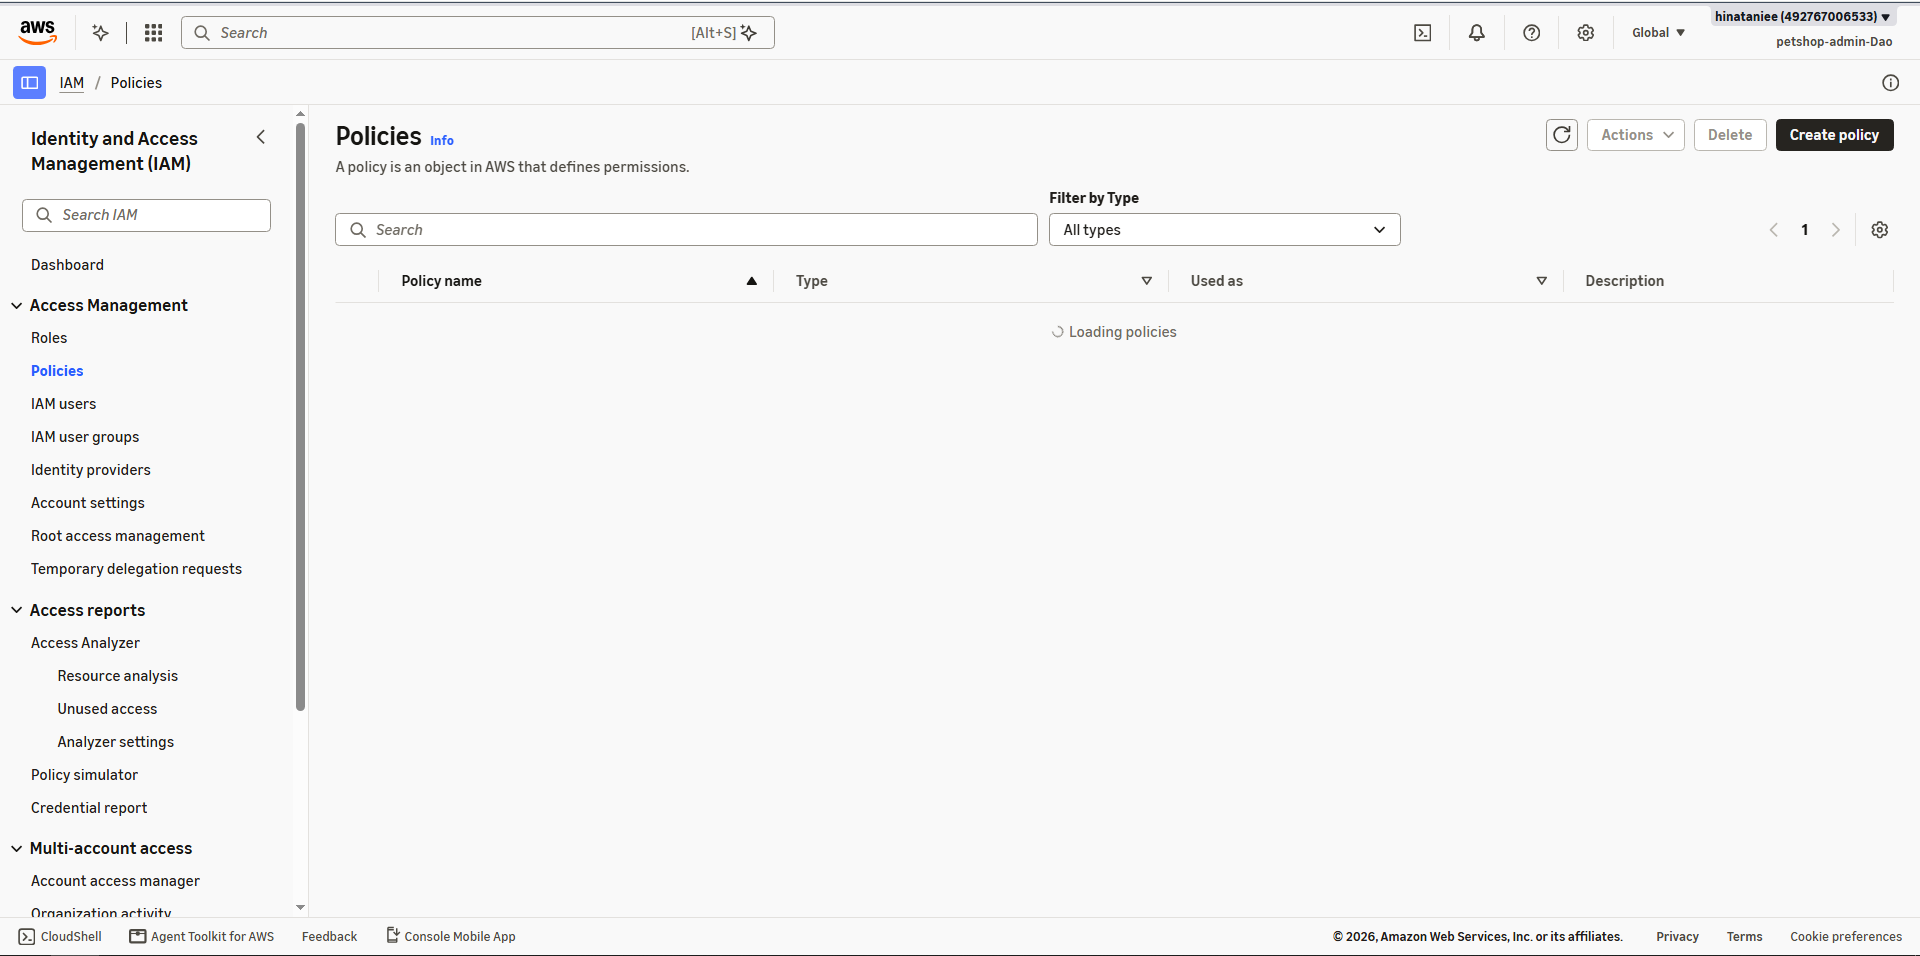 aws
Search
[Alt+S]
Global
hinataniee (492767006533)
petshop-admin-Dao
IAM / Policies
Identity and Access
Management (IAM)
Search IAM
Dashboard
Access Management
Roles
Policies
IAM users
IAM user groups
Identity providers
Account settings
Root access management
Temporary delegation requests
Access reports
Access Analyzer
Resource analysis
Unused access
Analyzer settings
Policy simulator
Credential report
Multi-account access
Account access manager
Organization activity
Policies Info
A policy is an object in AWS that defines permissions.
Actions
Delete
Create policy
Filter by Type
Search
All types
1
Policy name
Type
Used as
Description
Loading policies
CloudShell
Agent Toolkit for AWS
Feedback
Console Mobile App
© 2026, Amazon Web Services, Inc. or its affiliates.
Privacy
Terms
Cookie preferences